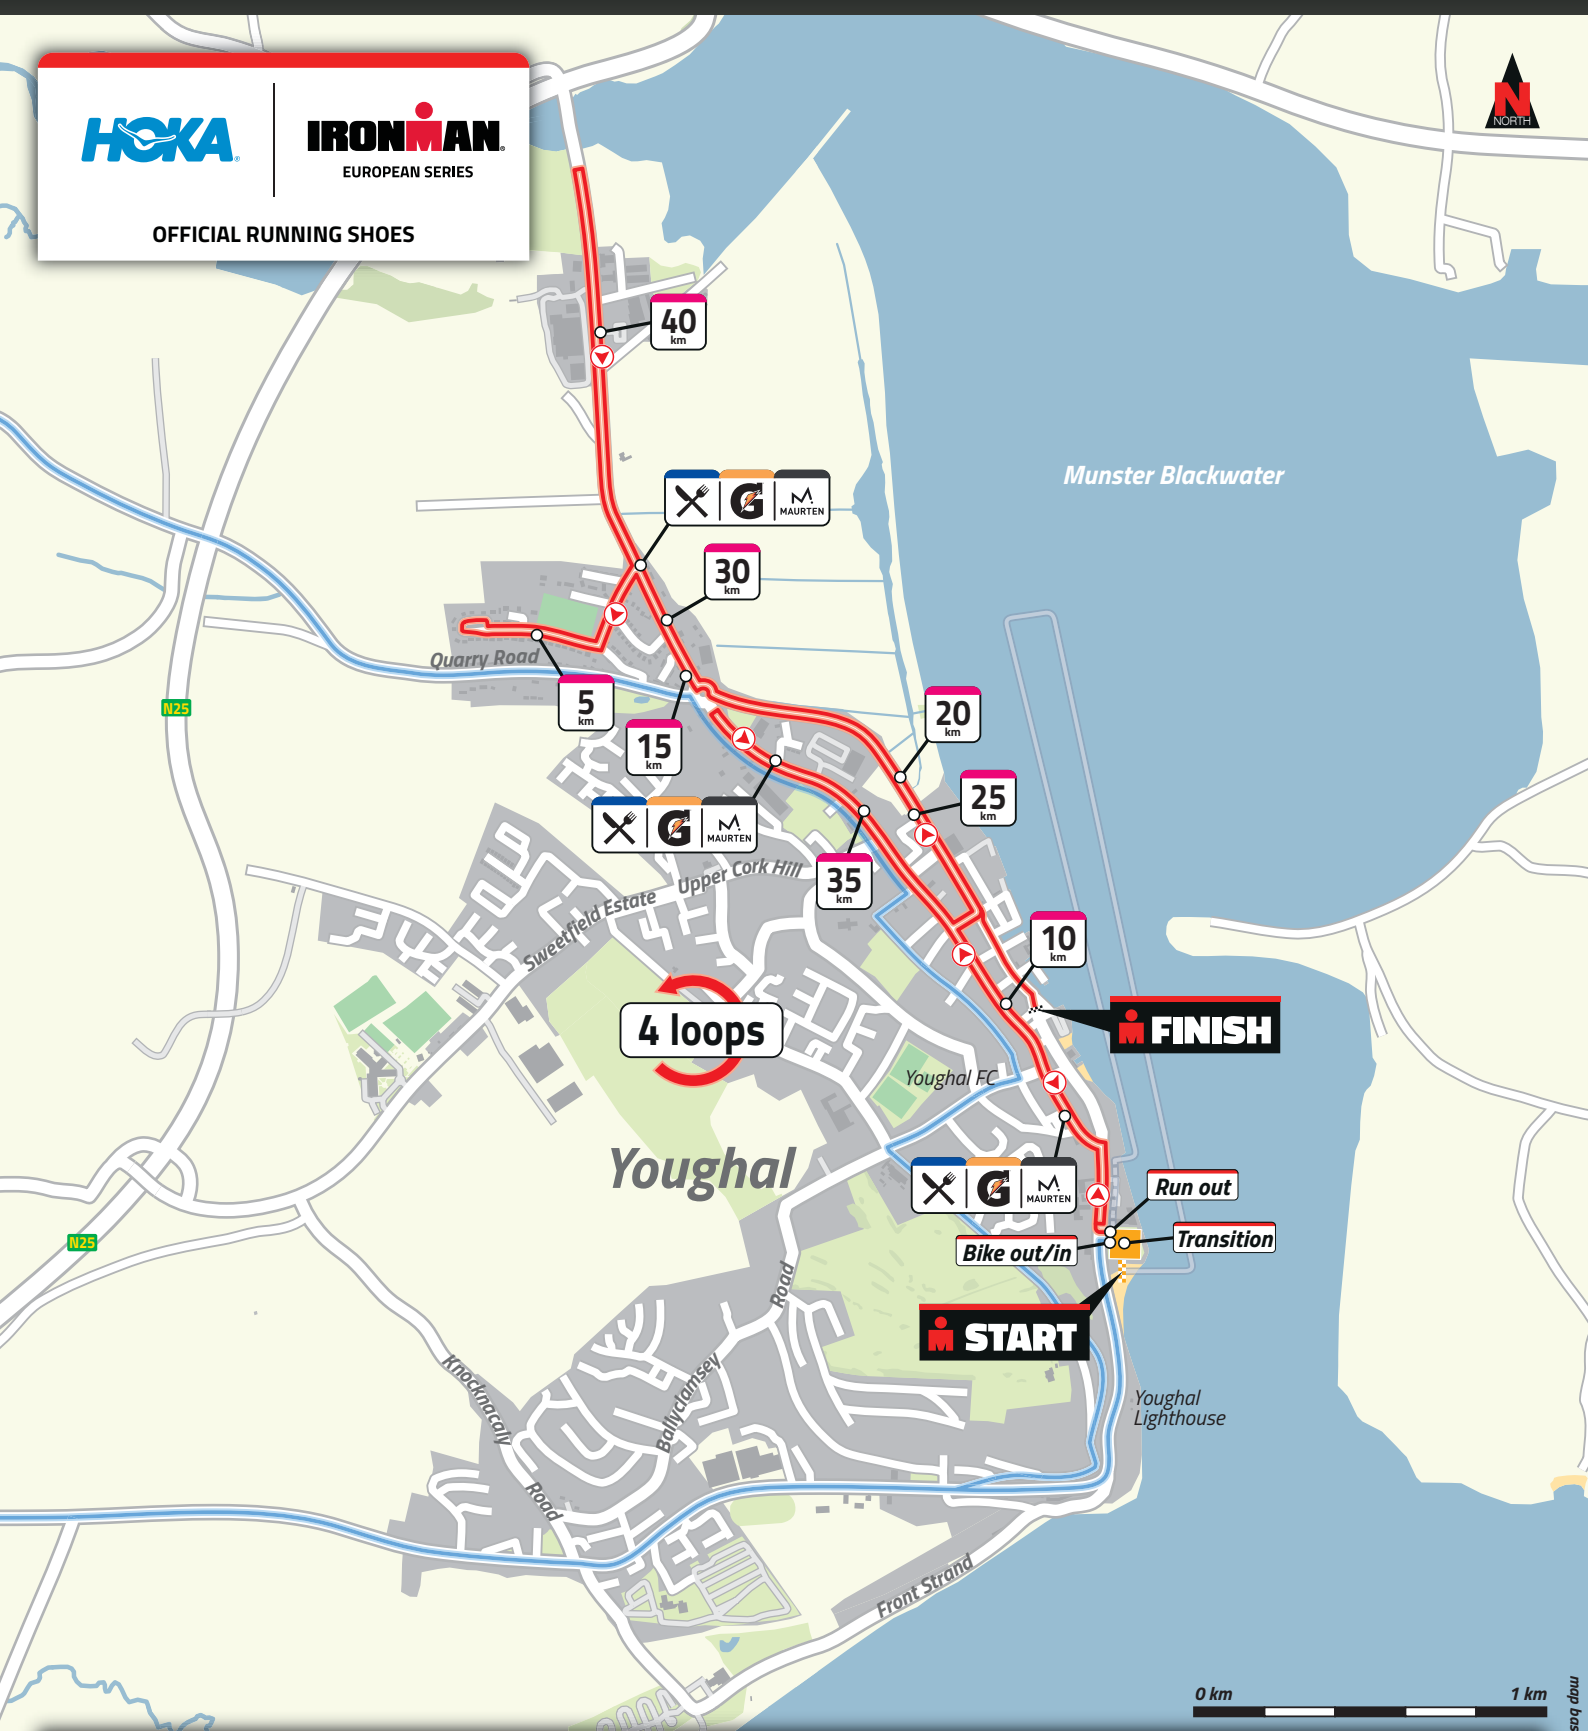 HOKA
IRONMAN
EUROPEAN SERIES
OFFICIAL RUNNING SHOES
N
NORTH
40
km
Munster Blackwater
G
MAURTEN
30
km
Quarry Road
5
km
15
km
N25
20
km
25
km
G
MAURTEN
35
km
Upper Cork Hill
Sweetfield Estate
10
km
4 loops
FINISH
Youghal FC
Youghal
G
MAURTEN
Run out
Transition
Bike out/in
N25
START
Road
Ballyclamsey
Knocknacaly
Road
Youghal
Lighthouse
Front Strand
0 km
1 km